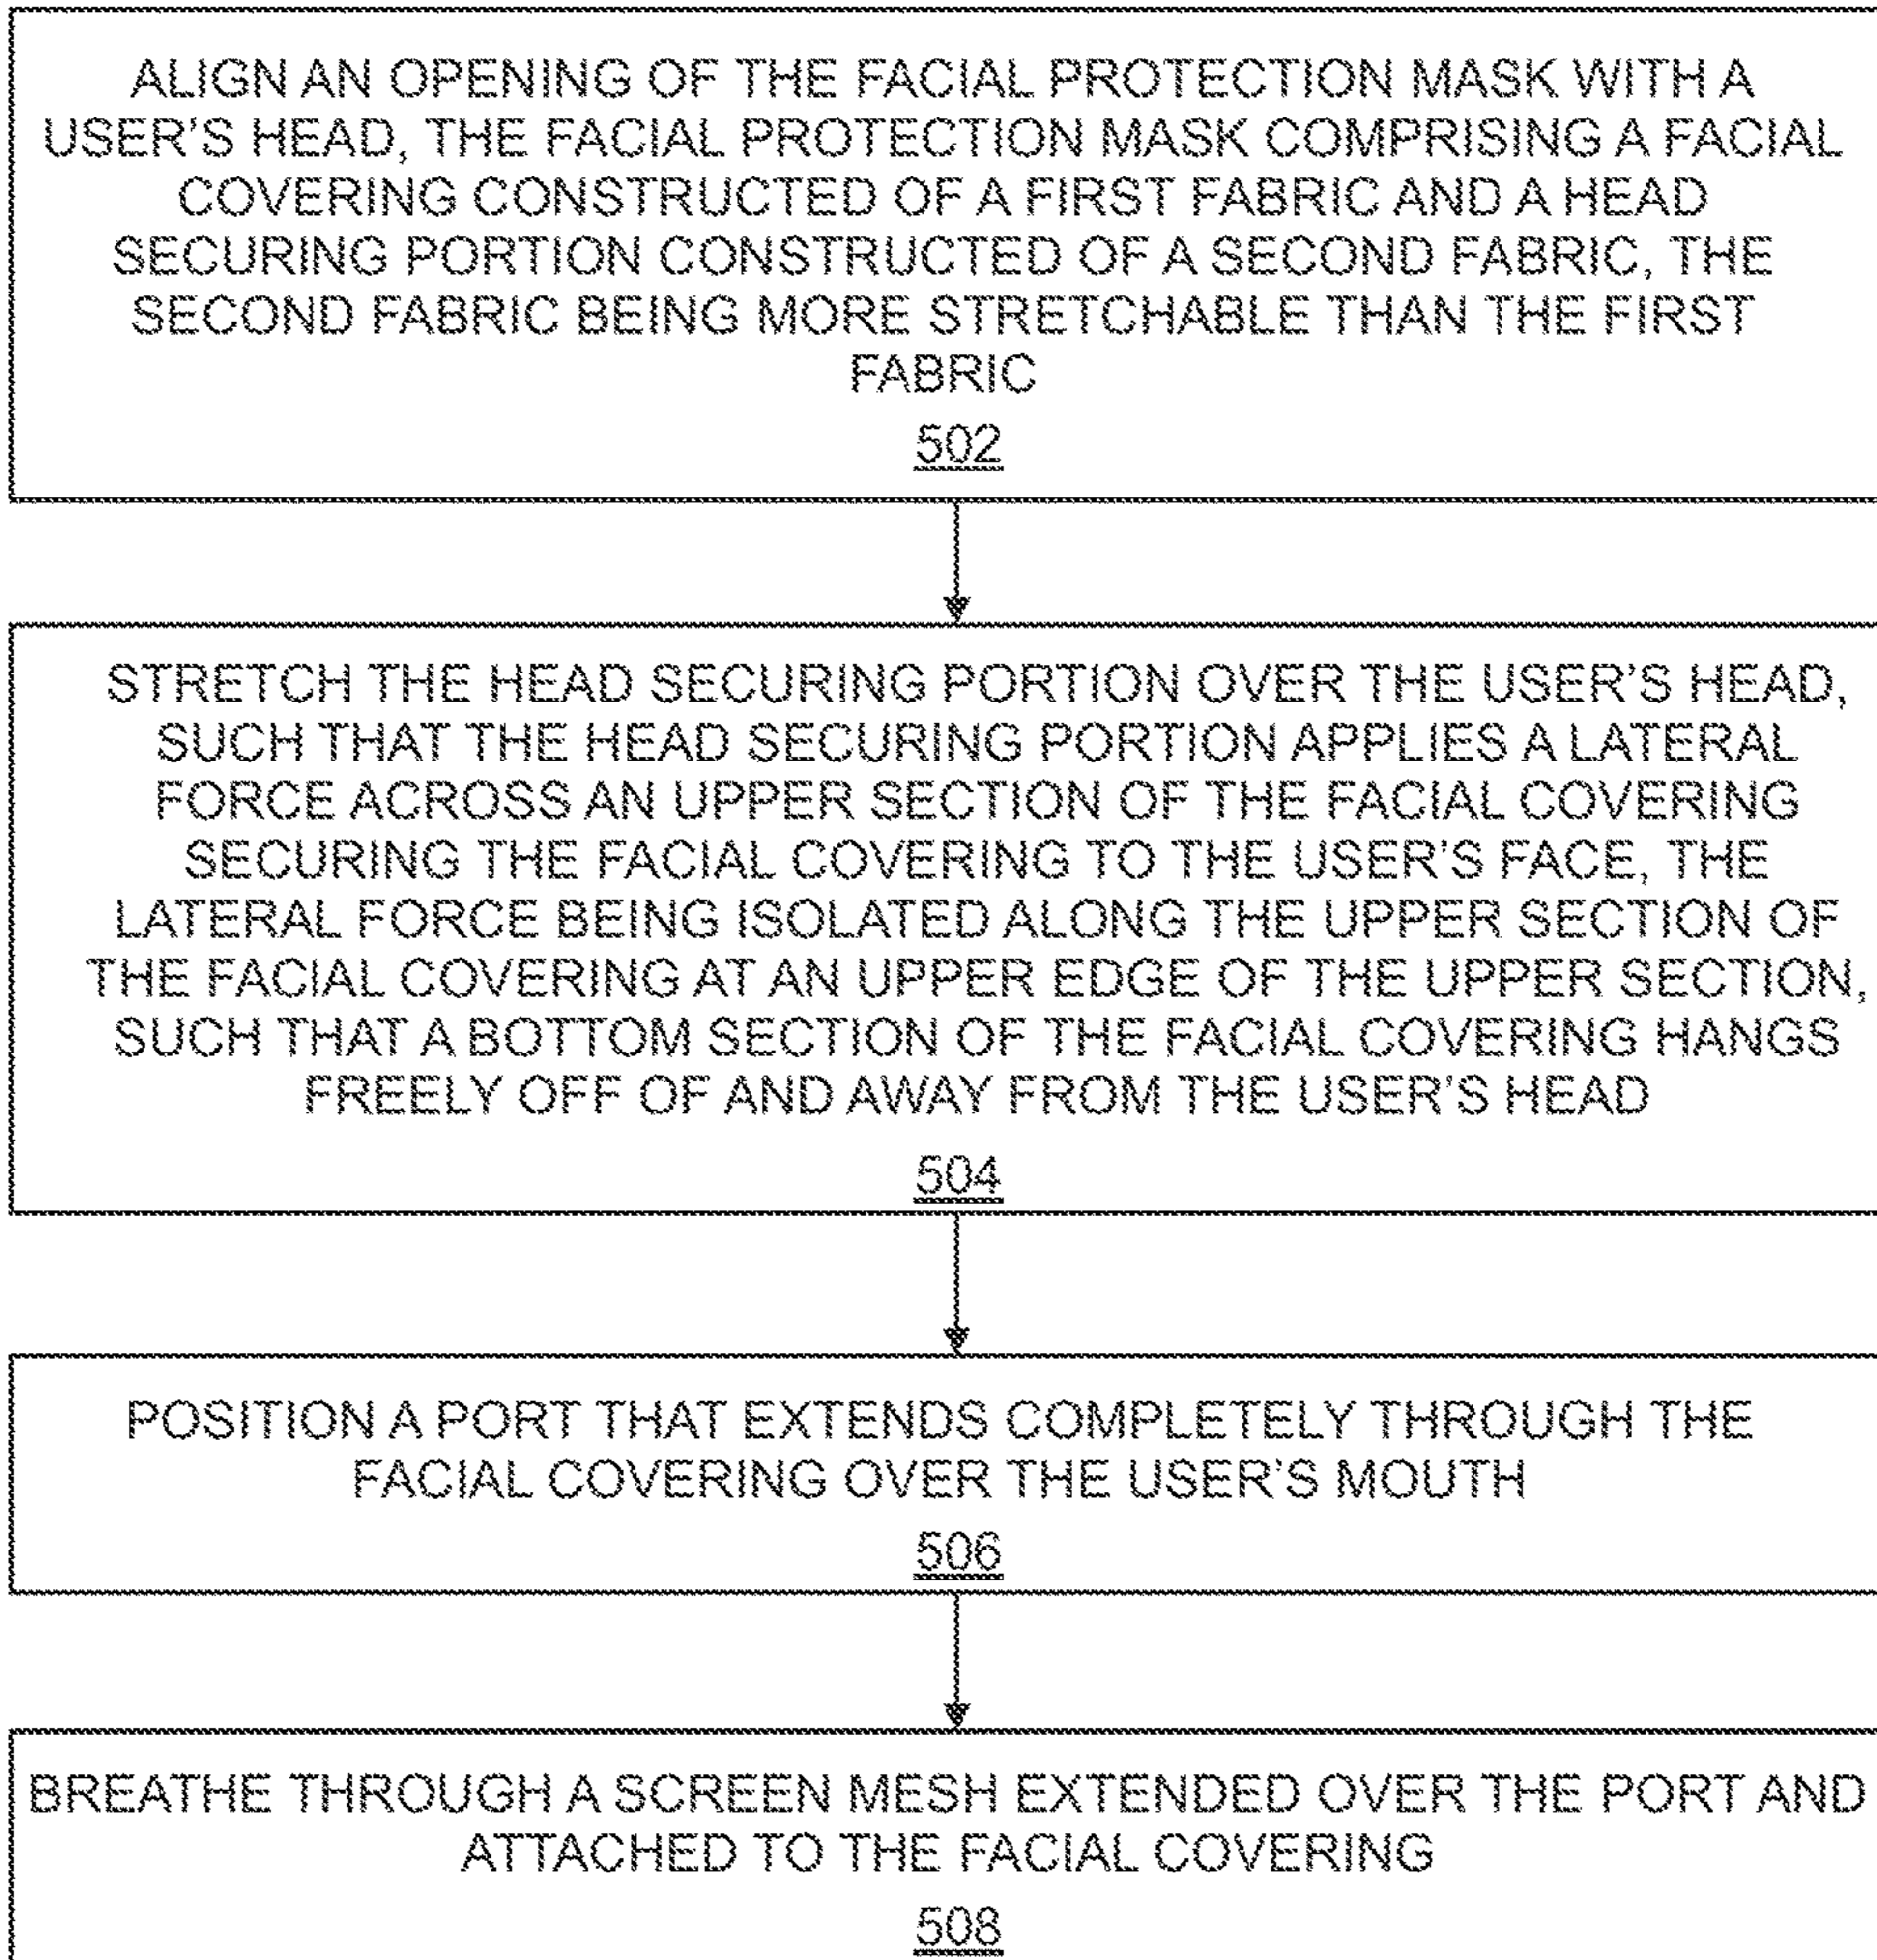 ALIGN AN OPENING OF THE FACIAL PROTECTION MASK WITH A
USER'S HEAD, THE FACIAL PROTECTION MASK COMPRISING A FACIAL
COVERING CONSTRUCTED OF A FIRST FABRIC AND A HEAD
SECURING PORTION CONSTRUCTED OF A SECOND FABRIC, THE
SECOND FABRIC BEING MORE STRETCHABLE THAN THE FIRST
FABRIC
502
STRETCH THE HEAD SECURING PORTION OVER THE USER'S HEAD,
SUCH THAT THE HEAD SECURING PORTION APPLIES A LATERAL
FORCE ACROSS AN UPPER SECTION OF THE FACIAL COVERING
SECURING THE FACIAL COVERING TO THE USER'S FACE, THE
LATERAL FORCE BEING ISOLATED ALONG THE UPPER SECTION OF
THE FACIAL COVERING AT AN UPPER EDGE OF THE UPPER SECTION,
SUCH THAT A BOTTOM SECTION OF THE FACIAL COVERING HANGS
FREELY OFF OF AND AWAY FROM THE USER'S HEAD
504
POSITION A PORT THAT EXTENDS COMPLETELY THROUGH THE
FACIAL COVERING OVER THE USER'S MOUTH
506
BREATHE THROUGH A SCREEN MESH EXTENDED OVER THE PORT AND
ATTACHED TO THE FACIAL COVERING
508